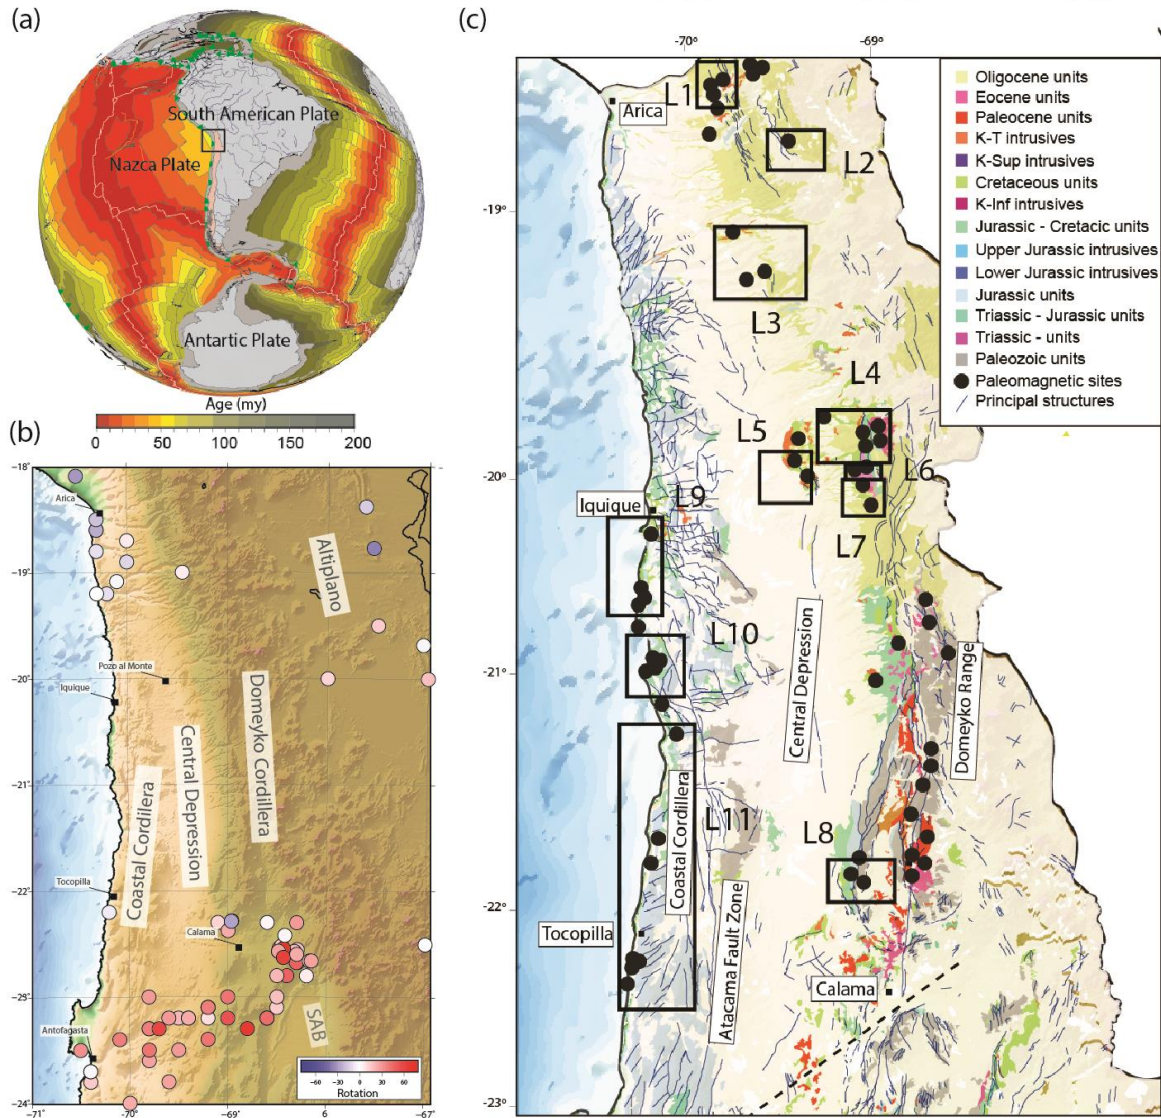 (a)
South American Plate
Nazca Plate
Antartic Plate
Age (my)
0 50 100 150 200
(b)
-18°
-19°
-20°
-21°
-22°
-23°
-24°
-71° -70 -69 6 -67
Arica
Altiplano
Pozo al Monte
Iquique
Domeyko Cordillera
Central Depression
Coastal Cordillera
Tocopilla
Calama
SAB
Antofagasta
-60 -30 30 60
Rotation
(c)
-70° -69°
-19°
-20°
-21°
-22°
-23°
L1
Arica
L2
L3
L4
L5
L6
Iquique
L9
L7
L10
Central Depression
Domeyko Range
Coastal Cordillera
L11
L8
Atacama Fault Zone
Tocopilla
Calama
Oligocene units
Eocene units
Paleocene units
K-T intrusives
K-Sup intrusives
Cretaceous units
K-Inf intrusives
Jurassic - Cretacic units
Upper Jurassic intrusives
Lower Jurassic intrusives
Jurassic units
Triassic - Jurassic units
Triassic - units
Paleozoic units
Paleomagnetic sites
Principal structures